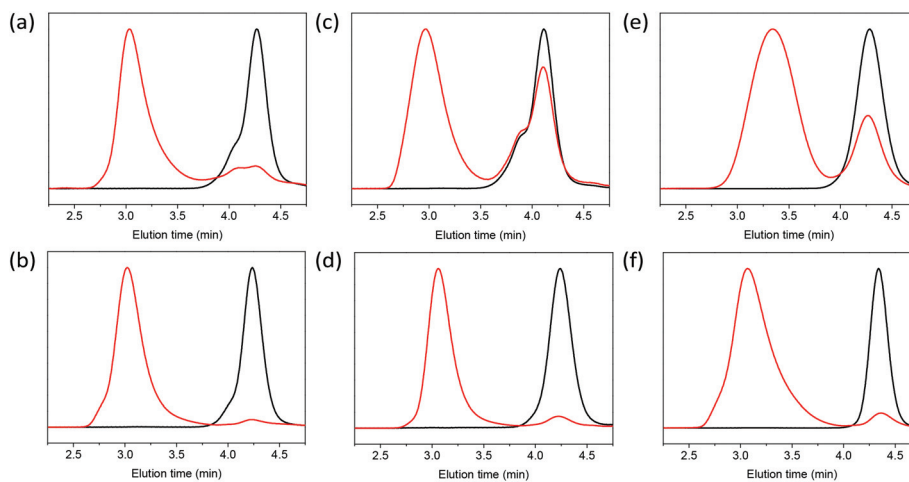 (a) (c) (e)
2.5 3.0 3.5 4.0 4.5 2.5 3.0 3.5 4.0 4.5 2.5 3.0 3.5 4.0 4.5
Elution time (min) Elution time (min) Elution time (min)
(b) (d) (f)
2.5 3.0 3.5 4.0 4.5 2.5 3.0 3.5 4.0 4.5 2.5 3.0 3.5 4.0 4.5
Elution time (min) Elution time (min) Elution time (min)